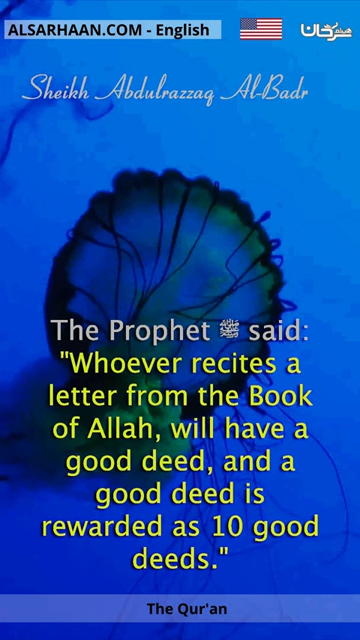 ALSARHAAN.COM - English
سرحان
Sheikh Abdulrazzaq Al-Badr
The Prophet ﷺ said:
"Whoever recites a
letter from the Book
of Allah, will have a
good deed, and a
good deed is
rewarded as 10 good
deeds."
The Qur'an